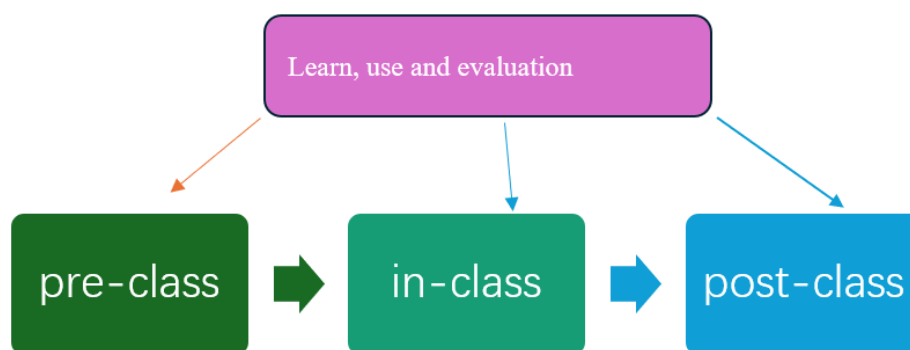 Learn, use and evaluation
pre-class
in-class
post-class